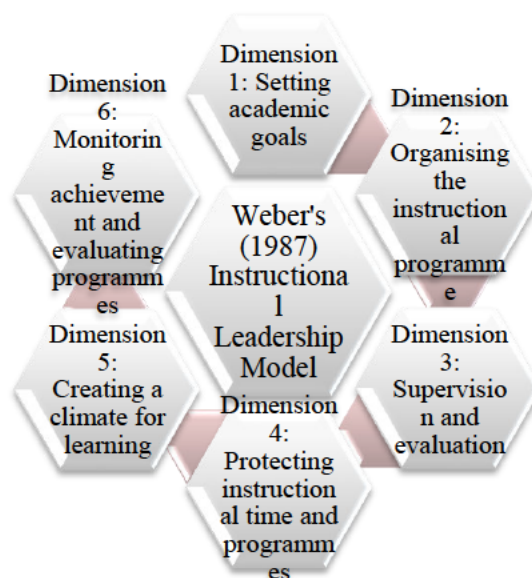 Dimension
1: Setting
academic
goals
Dimension
2:
Organising
the
instruction
al
programm
e
Dimension
3:
Supervisio
n and
evaluation
Dimension
4:
Protecting
instruction
al time and
programm
es
Dimension
5:
Creating a
climate for
learning
Dimension
6:
Monitorin
g
achieveme
nt and
evaluating
programm
es
Weber's
(1987)
Instructiona
l
Leadership
Model